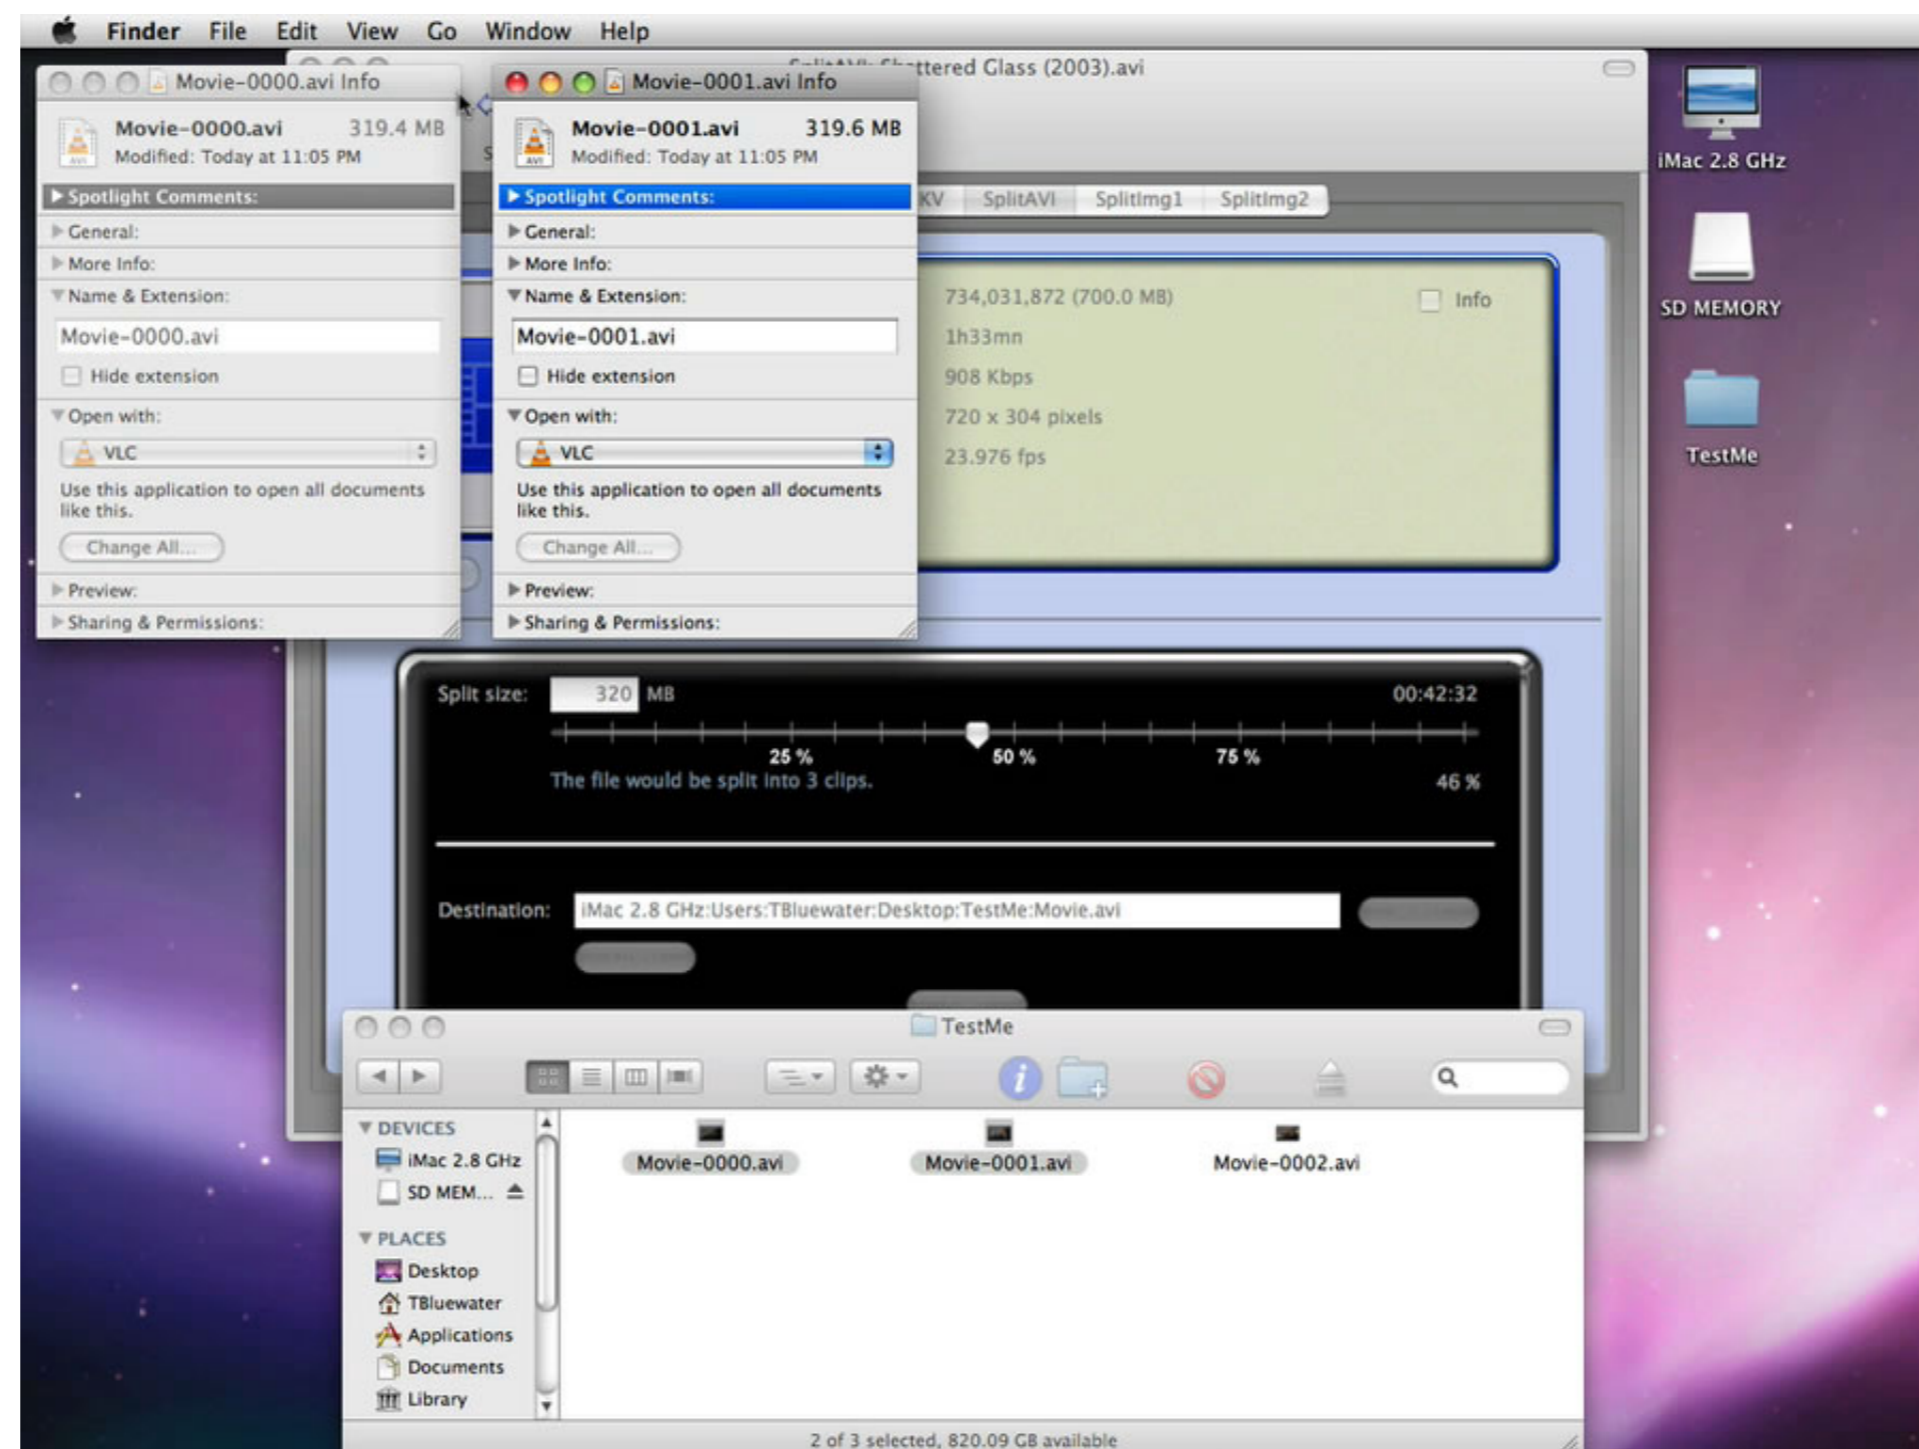 Finder File Edit View Go Window Help
Movie-0000.avi Info
Movie-0000.avi 319.4 MB
Modified: Today at 11:05 PM
Spotlight Comments:
General:
More Info:
Name & Extension:
Movie-0000.avi
Hide extension
Open with:
VLC
Use this application to open all documents
like this.
Change All...
Preview:
Sharing & Permissions:
Movie-0001.avi Info
Movie-0001.avi 319.6 MB
Modified: Today at 11:05 PM
Spotlight Comments:
General:
More Info:
Name & Extension:
Movie-0001.avi
Hide extension
Open with:
VLC
Use this application to open all documents
like this.
Change All...
Preview:
Sharing & Permissions:
SplitAVI: Shattered Glass (2003).avi
KV SplitAVI SplitImg1 SplitImg2
734,031,872 (700.0 MB) Info
1h33mn
908 Kbps
720 x 304 pixels
23.976 fps
Split size: 320 MB 00:42:32
25 % 50 % 75 %
The file would be split into 3 clips. 46 %
Destination: iMac 2.8 GHz:Users:TBluewater:Desktop:TestMe:Movie.avi
iMac 2.8 GHz
SD MEMORY
TestMe
TestMe
DEVICES
iMac 2.8 GHz
SD MEM...
PLACES
Desktop
TBluewater
Applications
Documents
Library
AVI
AVI
Movie-0000.avi Movie-0001.avi Movie-0002.avi
2 of 3 selected, 820.09 GB available